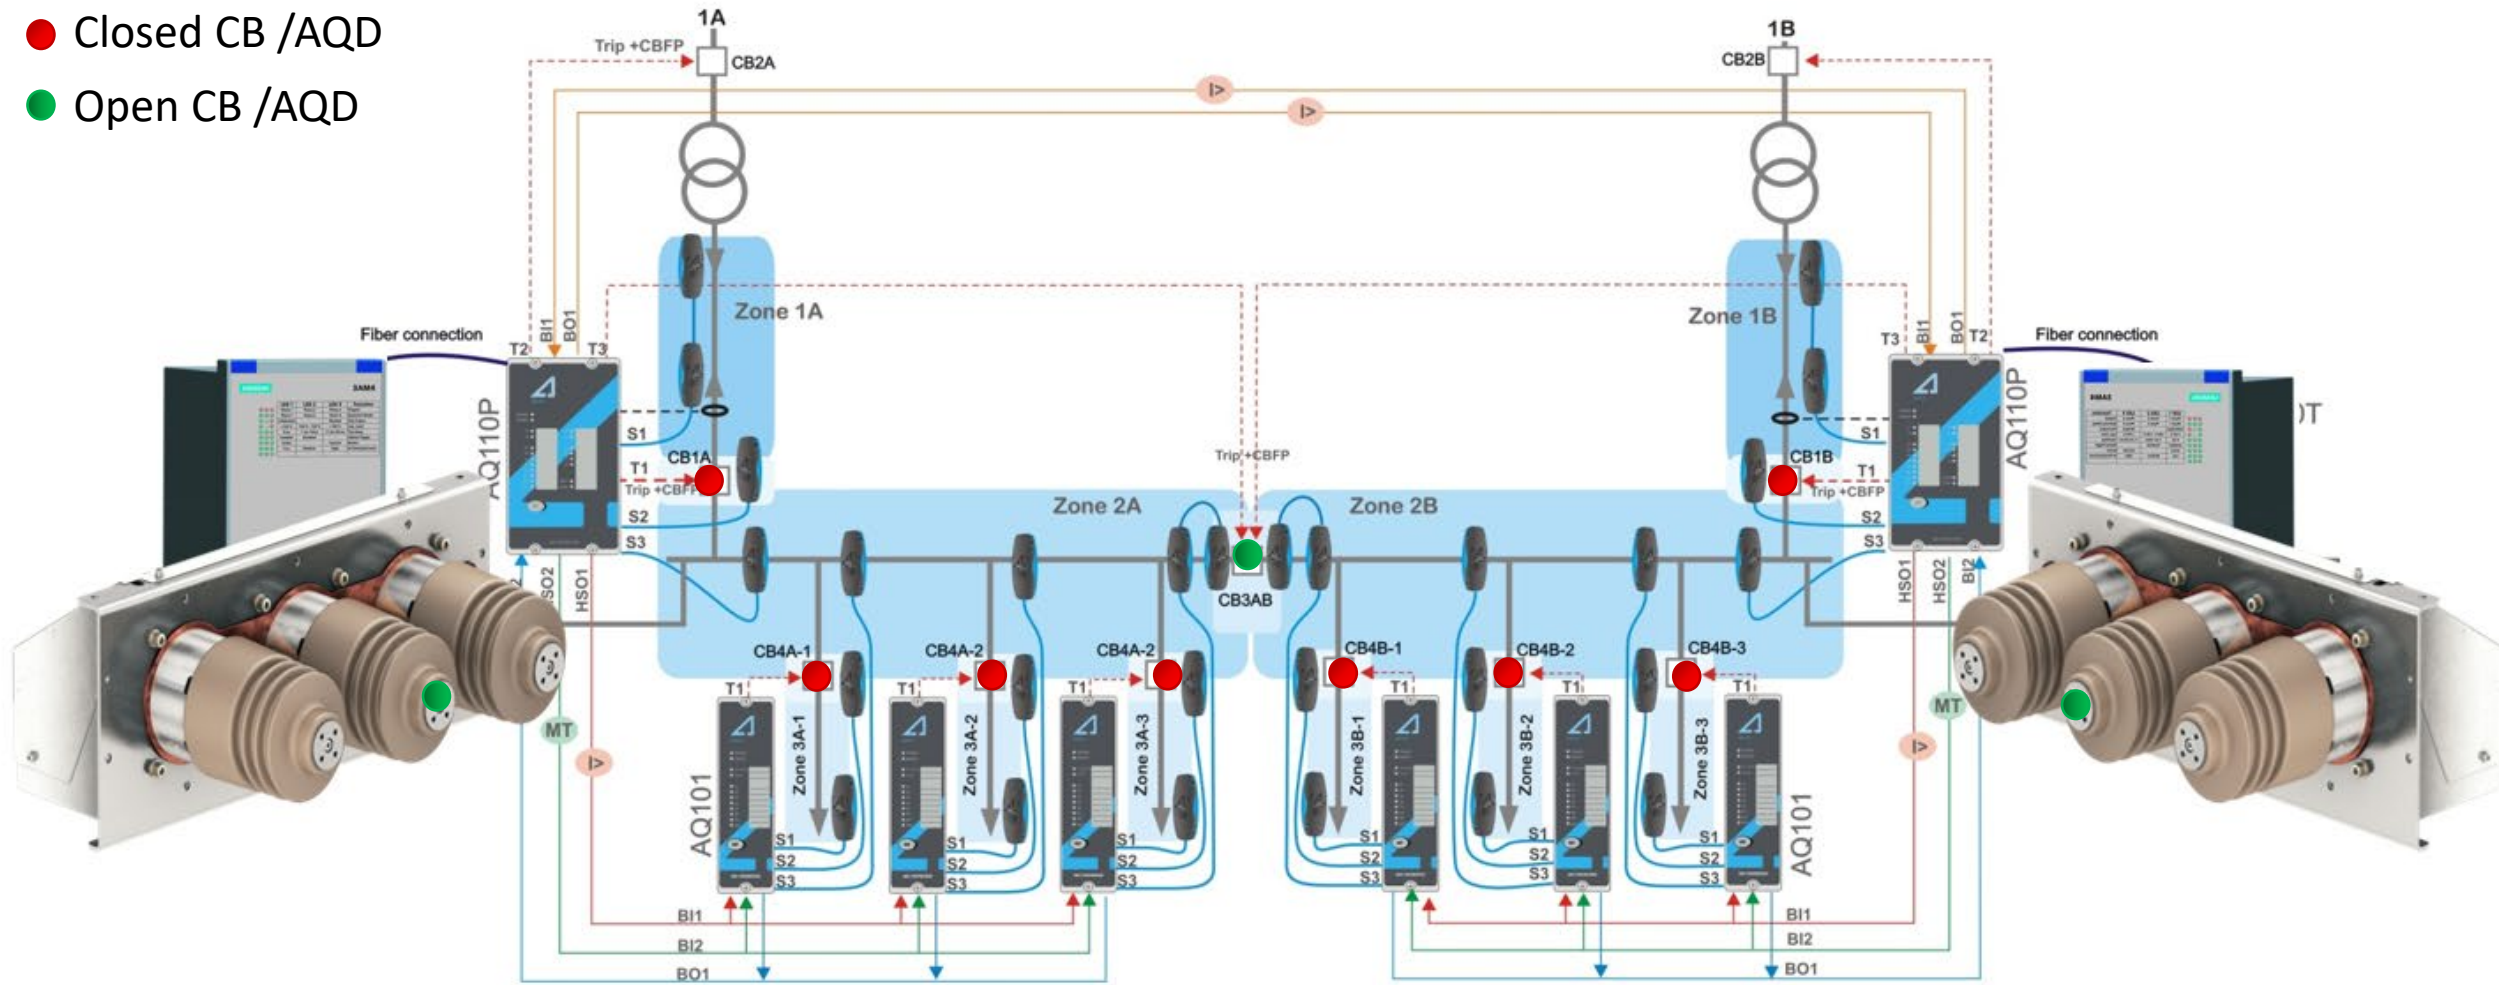 Closed CB /AQD
Open CB /AQD
1A
Trip +CBFP
CB2A
1B
CB2B
I>
I>
Zone 1A
Zone 1B
Fiber connection
Fiber connection
T2
BI1
BO1
T3
T3
BI1
BO1
T2
AQ110P
AQ110P
S1
S1
CB1A
T1
Trip +CBFP
Trip +CBFP
CB1B
T1
Trip +CBFP
S2
S2
S3
S3
Zone 2A
Zone 2B
CB3AB
HSO2
HSO1
HSO1
HSO2
BI2
CB4A-1
CB4A-2
CB4A-2
CB4B-1
CB4B-2
CB4B-3
T1
T1
T1
T1
T1
T1
MT
I>
MT
I>
Zone 3A-1
Zone 3A-2
Zone 3A-3
Zone 3B-1
Zone 3B-2
Zone 3B-3
AQ101
AQ101
S1
S2
S3
S1
S2
S3
S1
S2
S3
S1
S2
S3
S1
S2
S3
S1
S2
S3
BI1
BI2
BO1
BI1
BI2
BO1